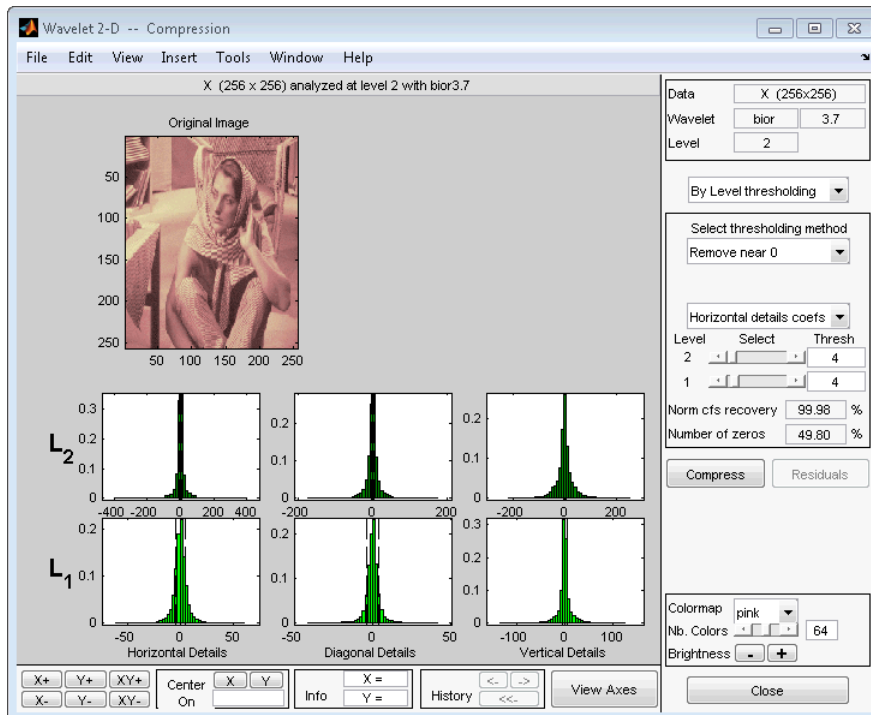 Wavelet 2-D -- Compression
File Edit View Insert Tools Window Help
X (256 x 256) analyzed at level 2 with bior3.7
Original Image
50
100
150
200
250
50 100 150 200 250
L2
0.3
0.2
0.1
0
-400 -200 0 200 400
0.2
0.1
0
-200 0 200
0.2
0.1
0
-200 0 200
L1
0.2
0.1
0
-50 0 50
Horizontal Details
0.2
0.1
0
-50 0 50
Diagonal Details
0.3
0.2
0.1
0
-100 0 100
Vertical Details
Data X (256x256)
Wavelet bior 3.7
Level 2
By Level thresholding
Select thresholding method
Remove near 0
Horizontal details coefs
Level Select Thresh
2 4
1 4
Norm cfs recovery 99.98 %
Number of zeros 49.80 %
Compress Residuals
Colormap pink
Nb. Colors 64
Brightness - +
Close
X+ Y+ XY+
X- Y- XY-
Center On X Y
Info X =
Y =
History <- ->
<<-
View Axes